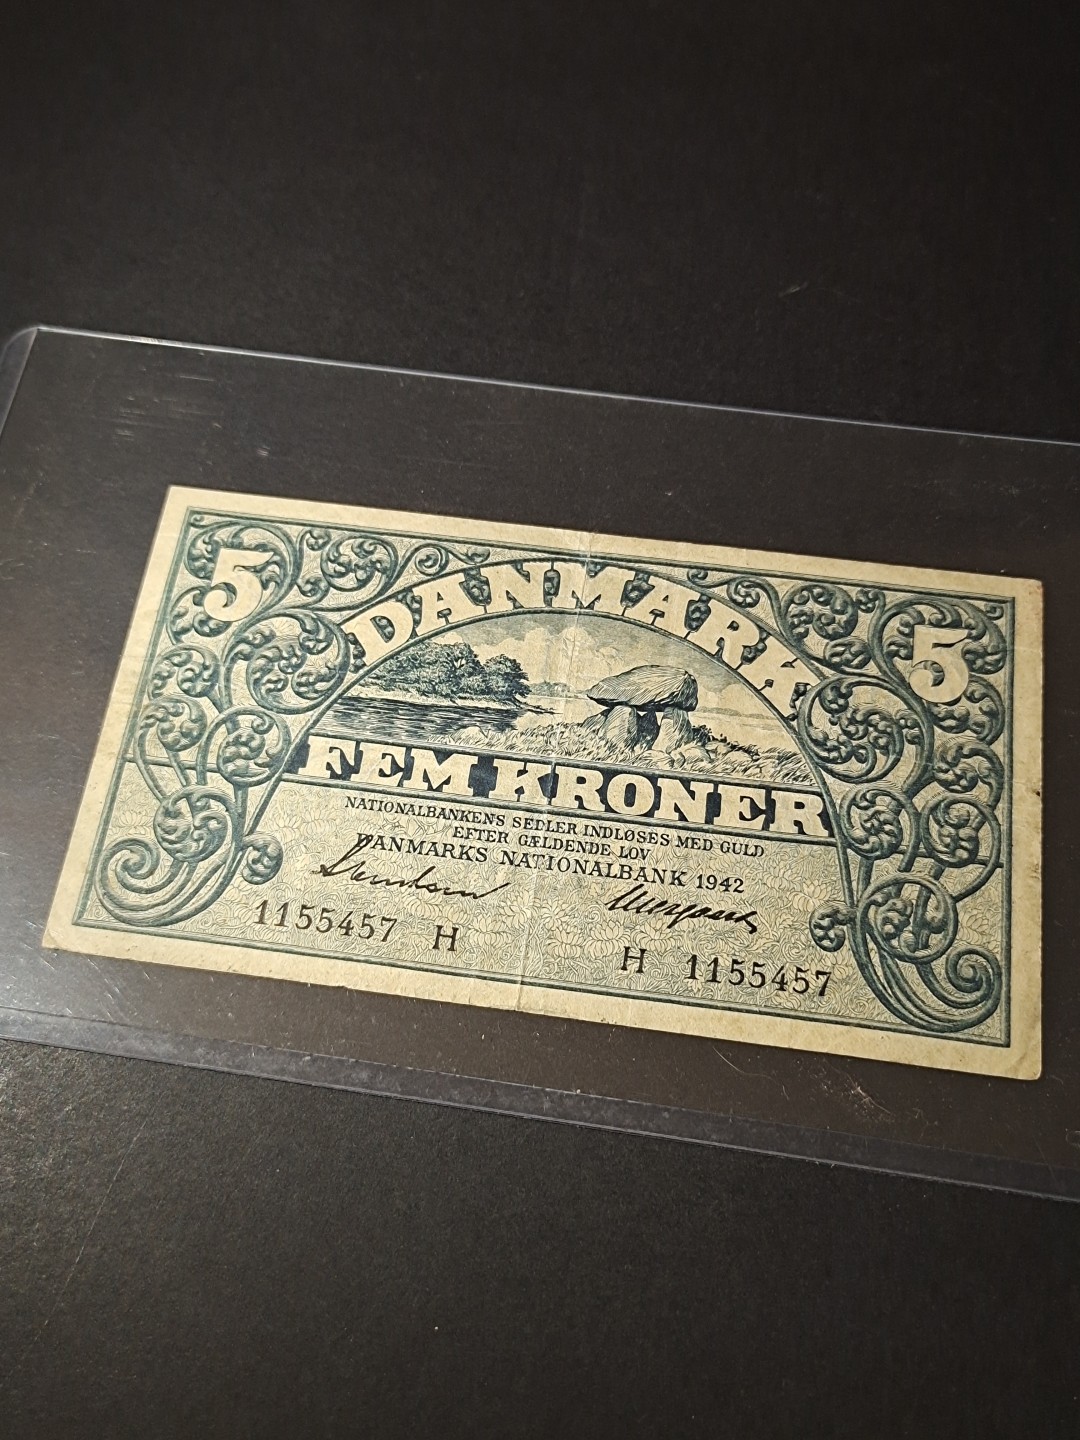 5 DANMARK 5
FEM KRONER
NATIONALBANKENS SEDLER INDLØSES MED GULD
EFTER GÆLDENDE LOV
DANMARKS NATIONALBANK 1942
1155457 H
H 1155457